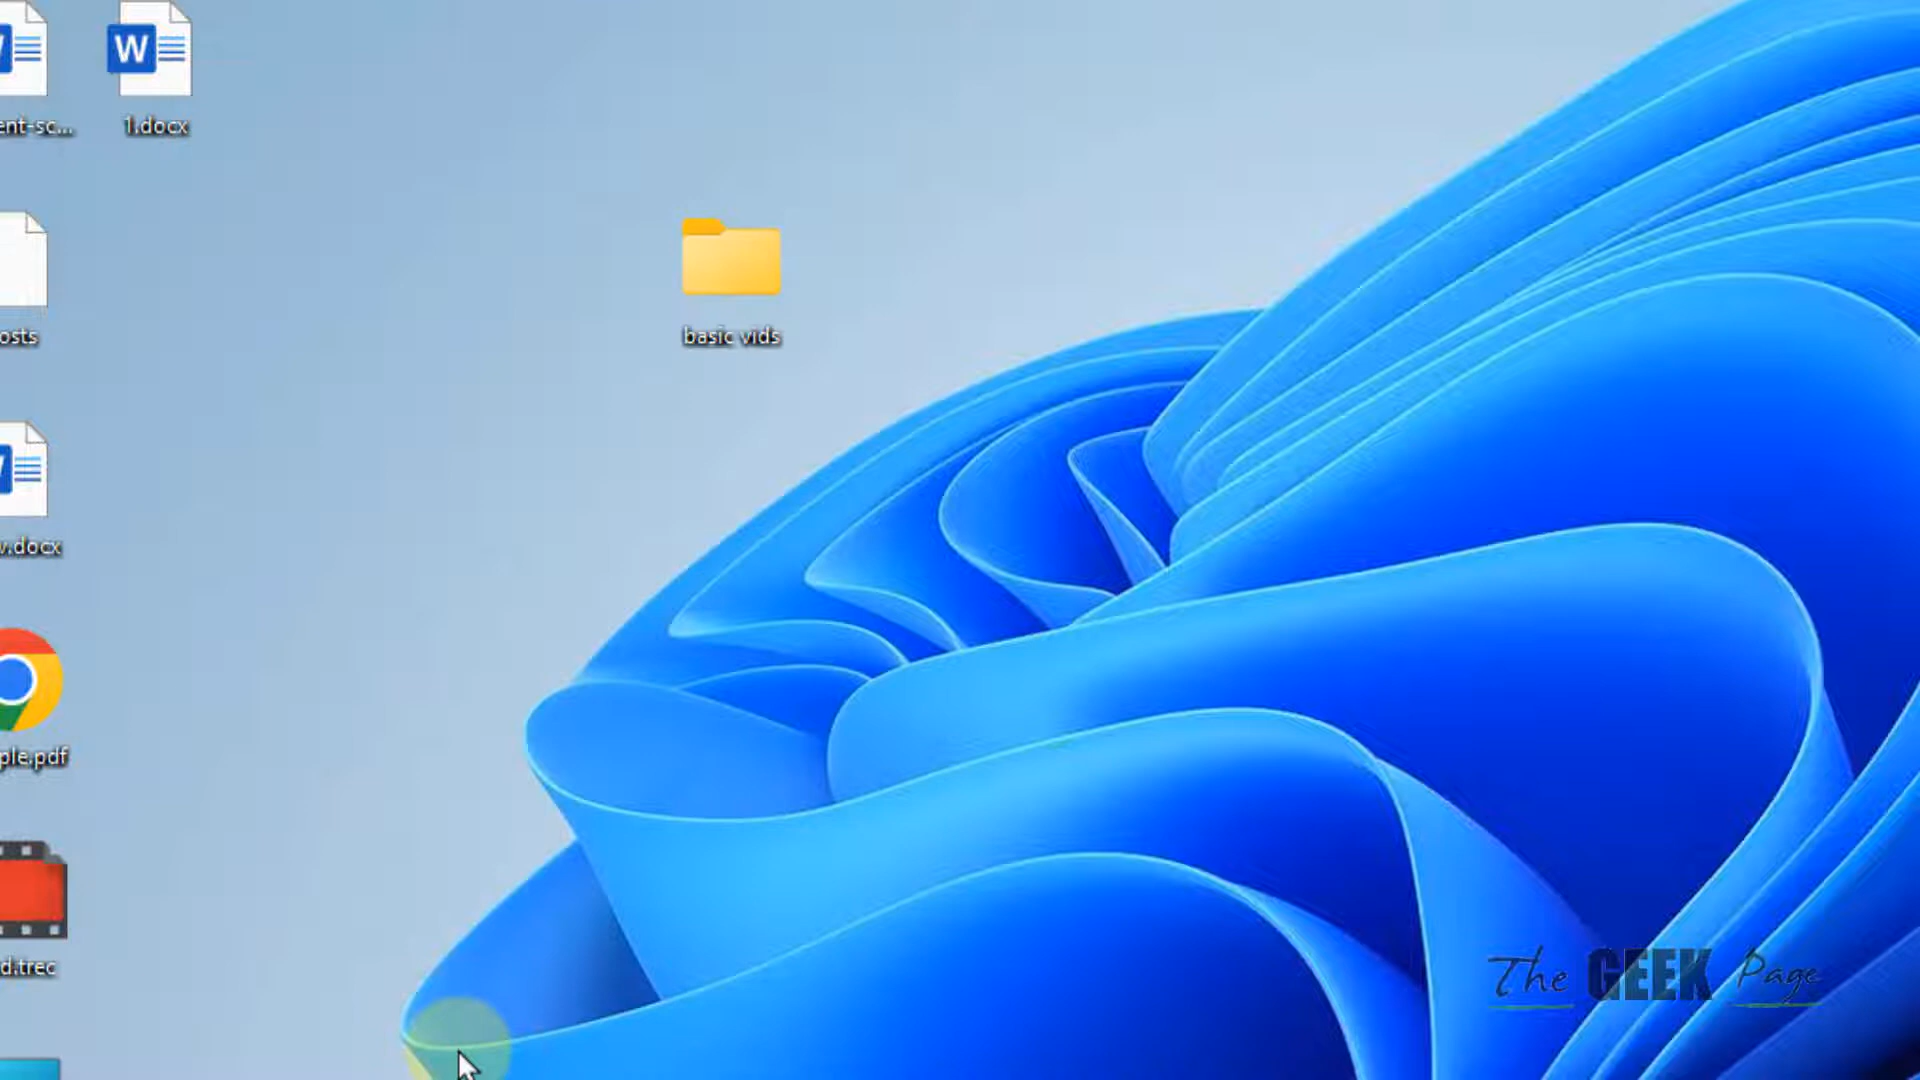 ent-sc...
1.docx
osts
basic vids
v.docx
ple.pdf
d.trec
W
The GEEK Page